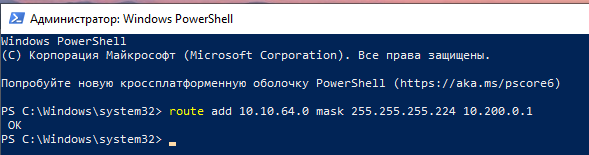 Администратор: Windows PowerShell
Windows PowerShell
(C) Корпорация Майкрософт (Microsoft Corporation). Все права защищены.
Попробуйте новую кроссплатформенную оболочку PowerShell (https://aka.ms/pscore6)
PS C:\Windows\system32> route add 10.10.64.0 mask 255.255.255.224 10.200.0.1
 OK
PS C:\Windows\system32>